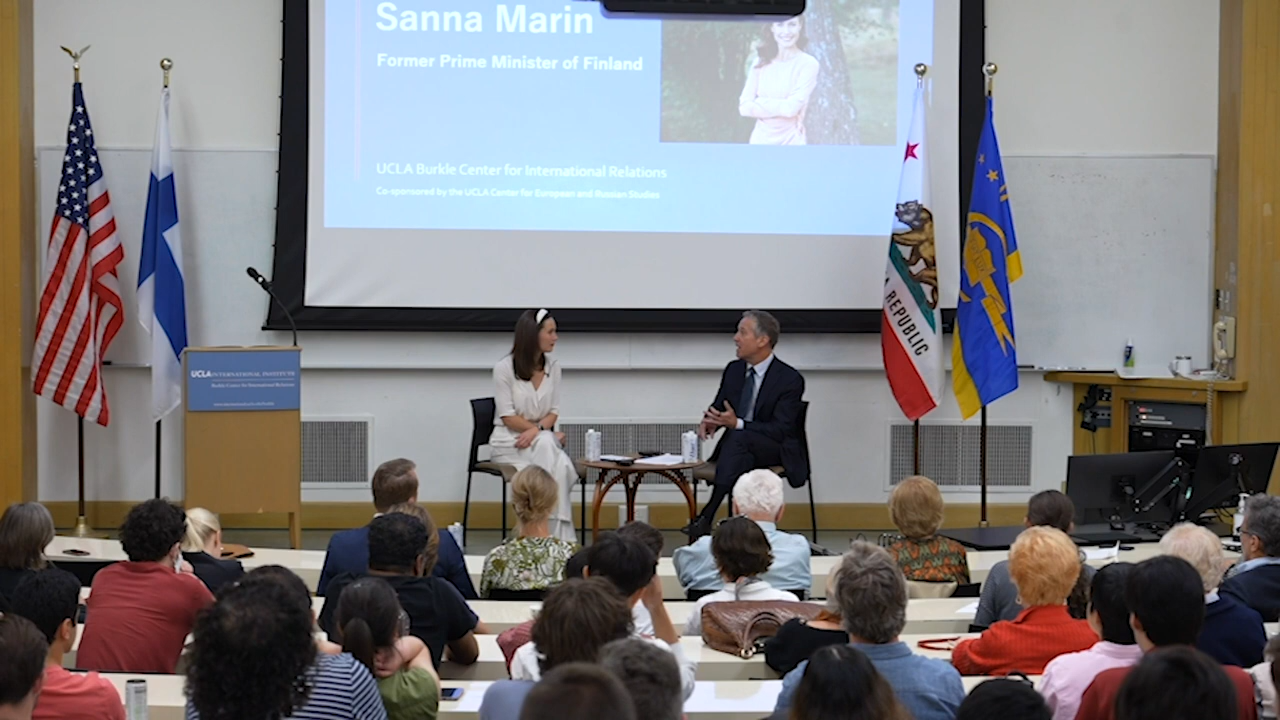 Sanna Marin
Former Prime Minister of Finland
UCLA Burkle Center for International Relations
Co-sponsored by the UCLA Center for European and Russian Studies
UCLA INTERNATIONAL INSTITUTE
Burkle Center for International Relations
REPUBLIC